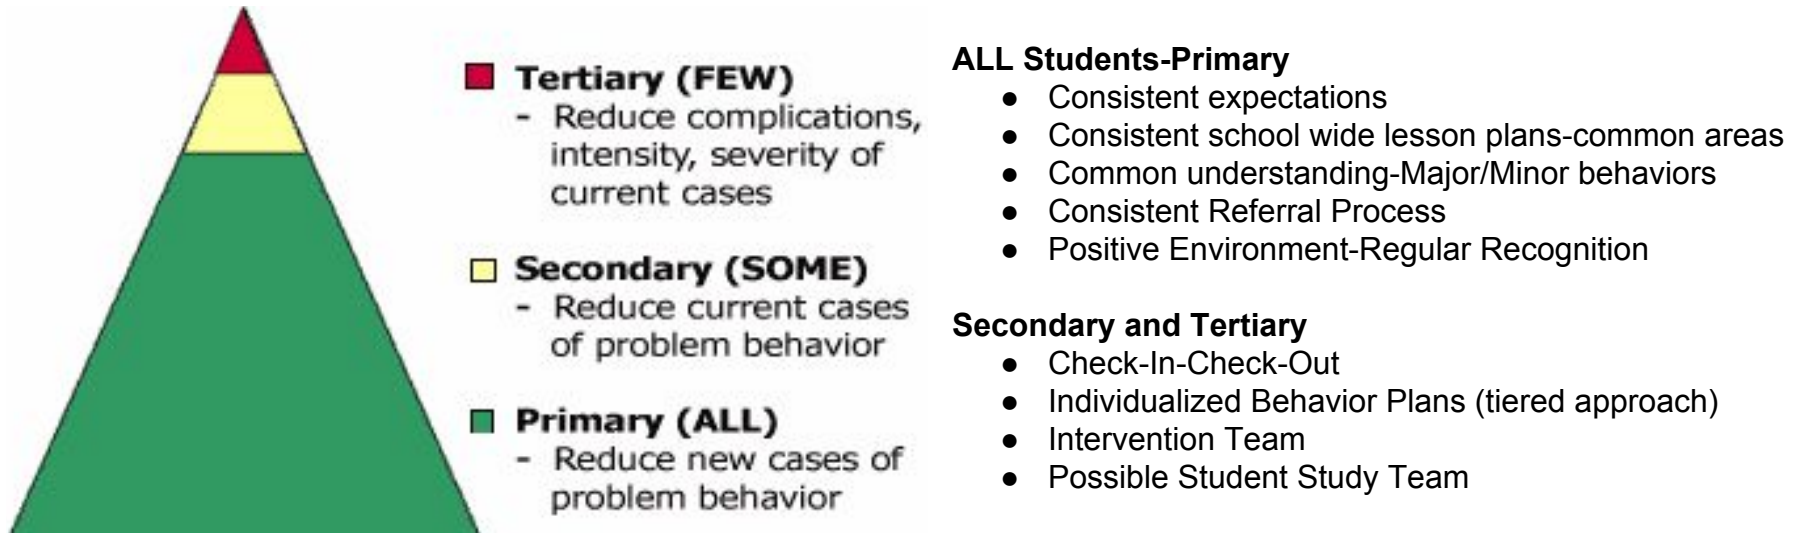 Tertiary (FEW)
- Reduce complications,
intensity, severity of
current cases
Secondary (SOME)
- Reduce current cases
of problem behavior
Primary (ALL)
- Reduce new cases of
problem behavior
ALL Students-Primary
● Consistent expectations
● Consistent school wide lesson plans-common areas
● Common understanding-Major/Minor behaviors
● Consistent Referral Process
● Positive Environment-Regular Recognition
Secondary and Tertiary
● Check-In-Check-Out
● Individualized Behavior Plans (tiered approach)
● Intervention Team
● Possible Student Study Team